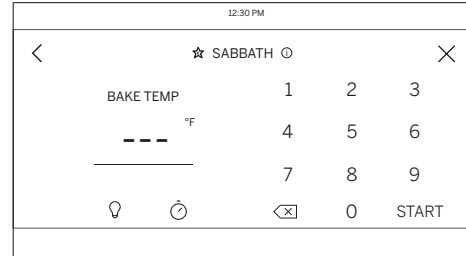 12:30 PM
SABBATH
BAKE TEMP
--- °F
1 2 3
4 5 6
7 8 9
0 START